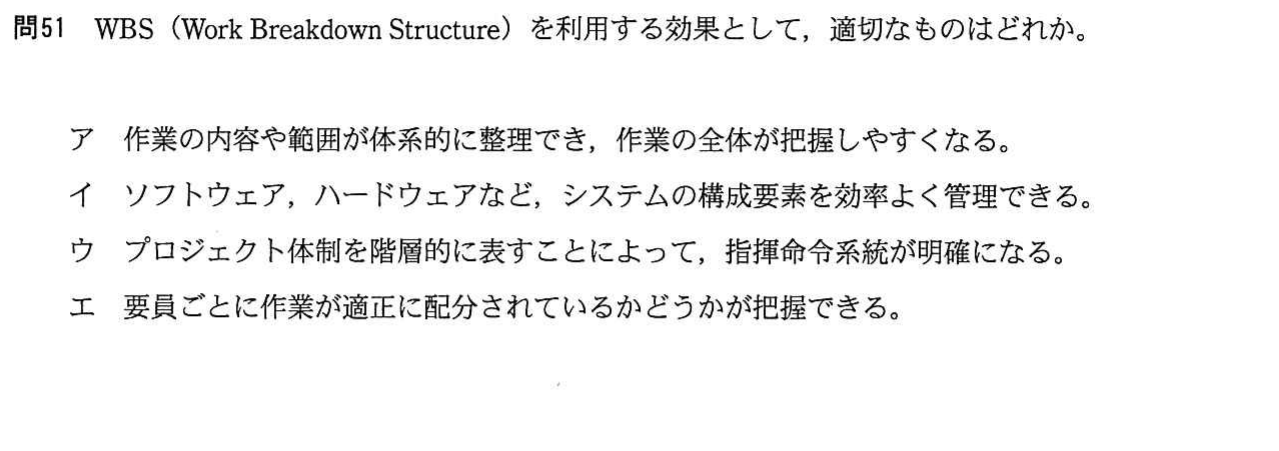 問51 WBS（Work Breakdown Structure）を利用する効果として，適切なものはどれか。
ア 作業の内容や範囲が体系的に整理でき，作業の全体が把握しやすくなる。
イ ソフトウェア，ハードウェアなど，システムの構成要素を効率よく管理できる。
ウ プロジェクト体制を階層的に表すことによって，指揮命令系統が明確になる。
エ 要員ごとに作業が適正に配分されているかどうかが把握できる。